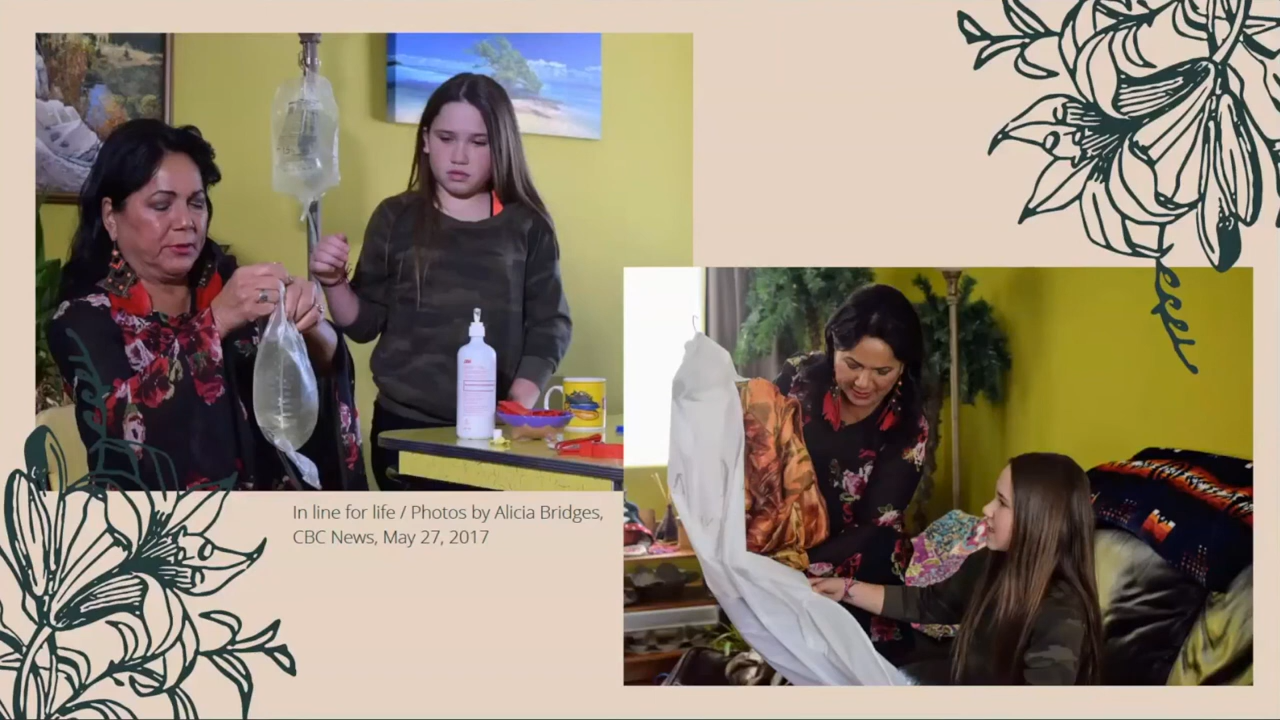 In line for life / Photos by Alicia Bridges,
CBC News, May 27, 2017